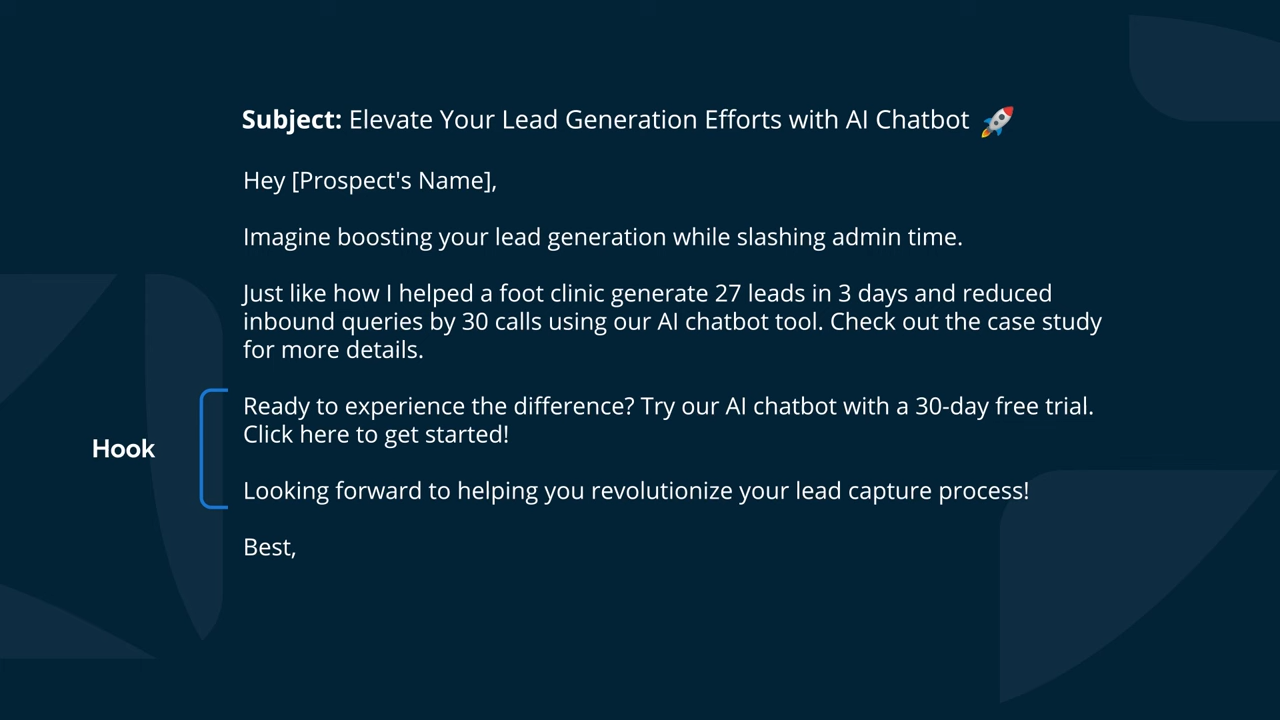 Subject: Elevate Your Lead Generation Efforts with AI Chatbot 🚀
Hey [Prospect's Name],
Imagine boosting your lead generation while slashing admin time.
Just like how I helped a foot clinic generate 27 leads in 3 days and reduced
inbound queries by 30 calls using our AI chatbot tool. Check out the case study
for more details.
Hook
Ready to experience the difference? Try our AI chatbot with a 30-day free trial.
Click here to get started!
Looking forward to helping you revolutionize your lead capture process!
Best,